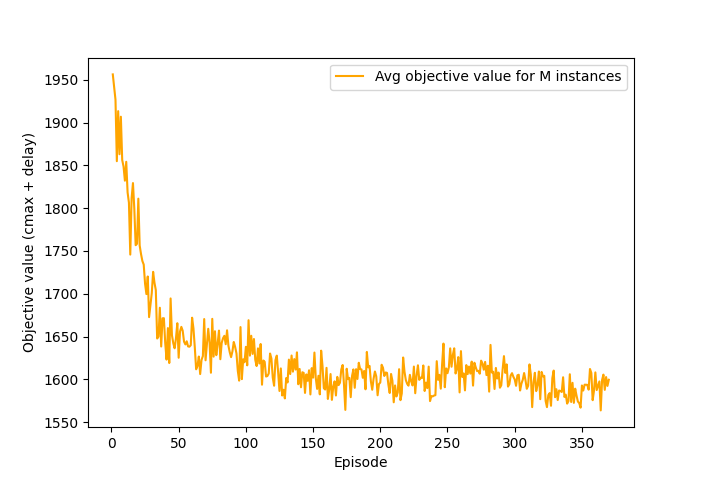 Avg objective value for M instances
Objective value (cmax + delay)
1950
1900
1850
1800
1750
1700
1650
1600
1550
0 50 100 150 200 250 300 350
Episode